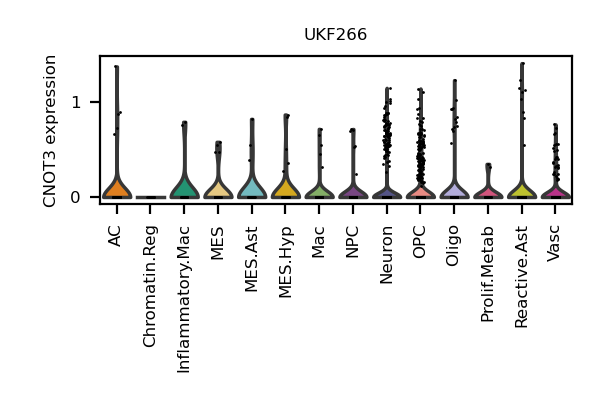 UKF266
CNOT3 expression
1
0
AC
Chromatin.Reg
Inflammatory.Mac
MES
MES.Ast
MES.Hyp
Mac
NPC
Neuron
OPC
Oligo
Prolif.Metab
Reactive.Ast
Vasc